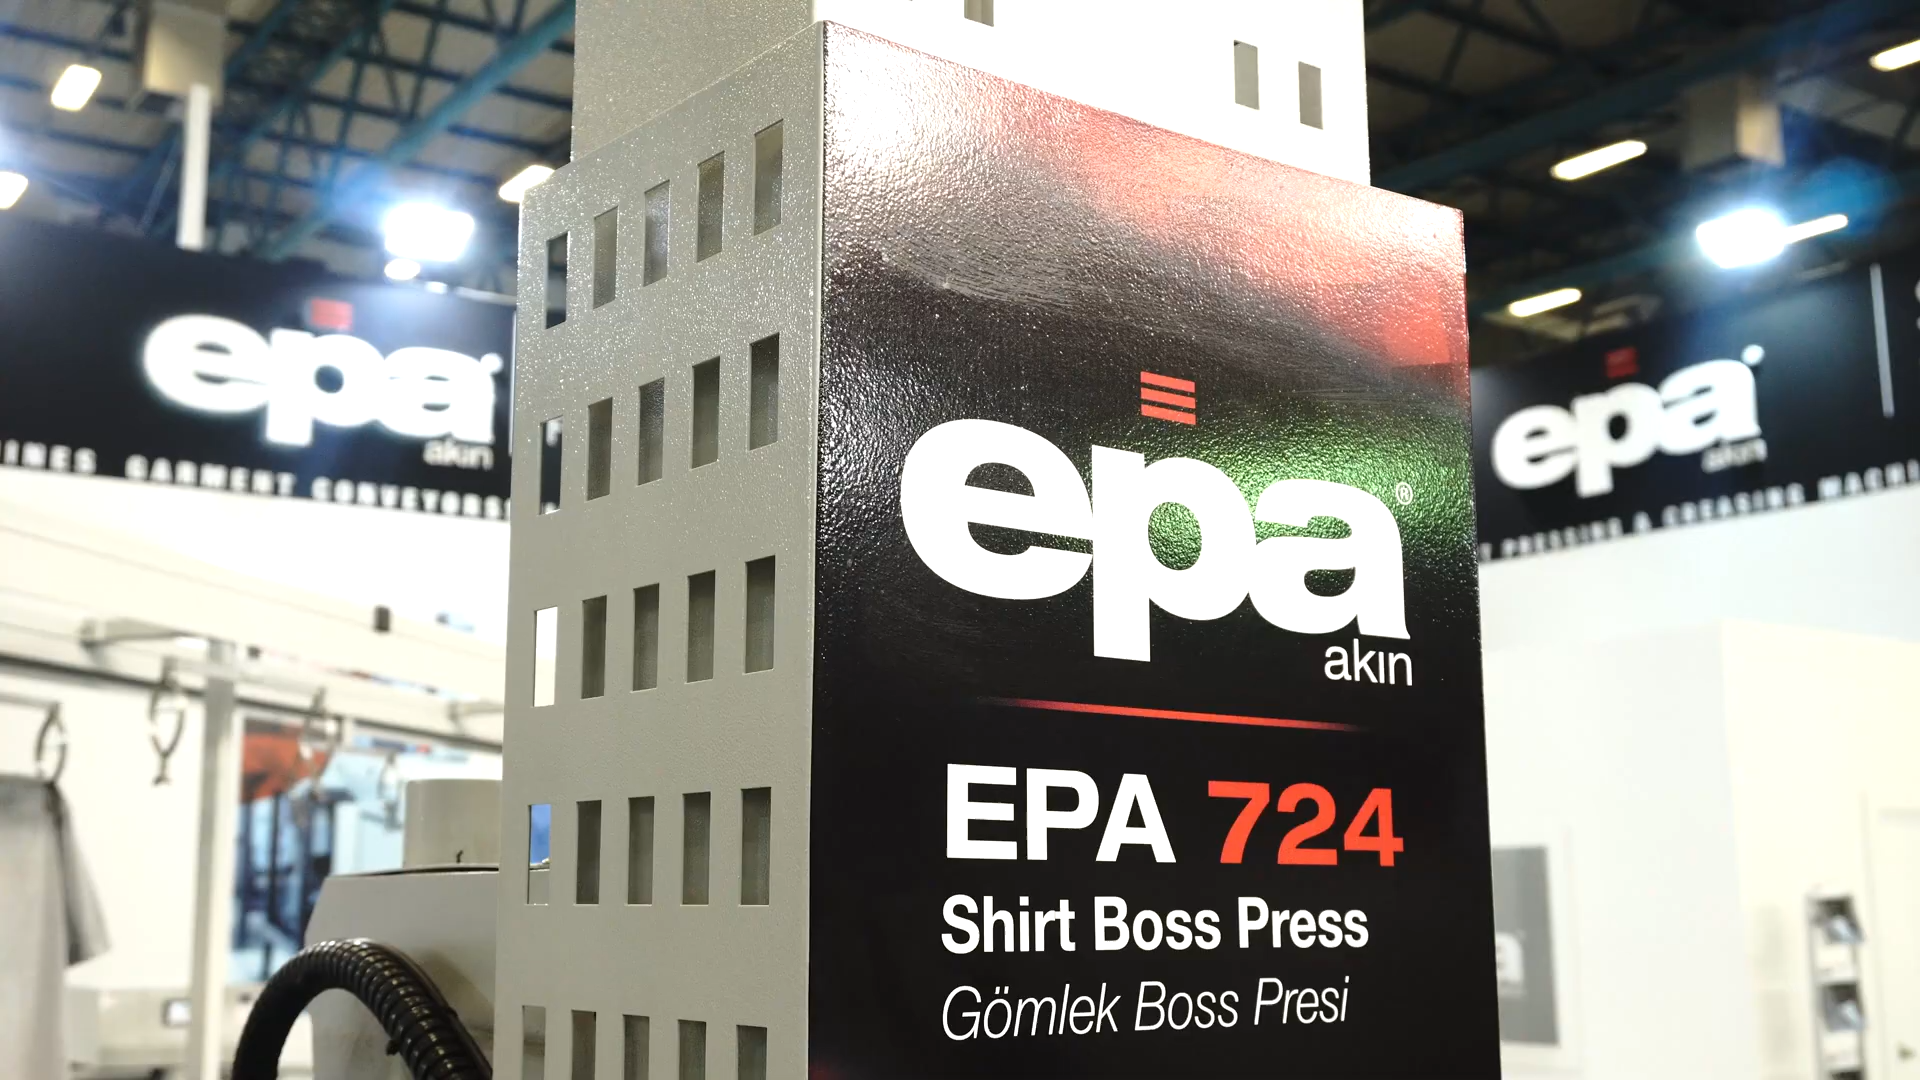 epa®
akın
EPA 724
Shirt Boss Press
Gömlek Boss Presi
epa
akın
INES GARMENT CONVEYORS
epa
akın
PRESSING & CREASING MACHI